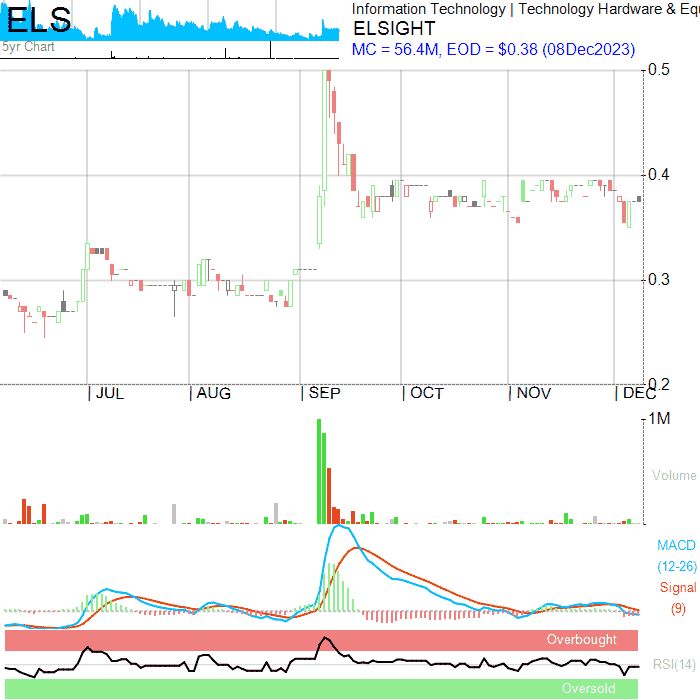 ELS
5yr Chart
Information Technology | Technology Hardware & Equ
ELSIGHT
MC = 56.4M, EOD = $0.38 (08Dec2023)
0.5
0.4
0.3
0.2
| JUL | AUG | SEP | OCT | NOV | DEC
1M
Volume
MACD
(12-26)
Signal
(9)
Overbought
RSI(14)
Oversold